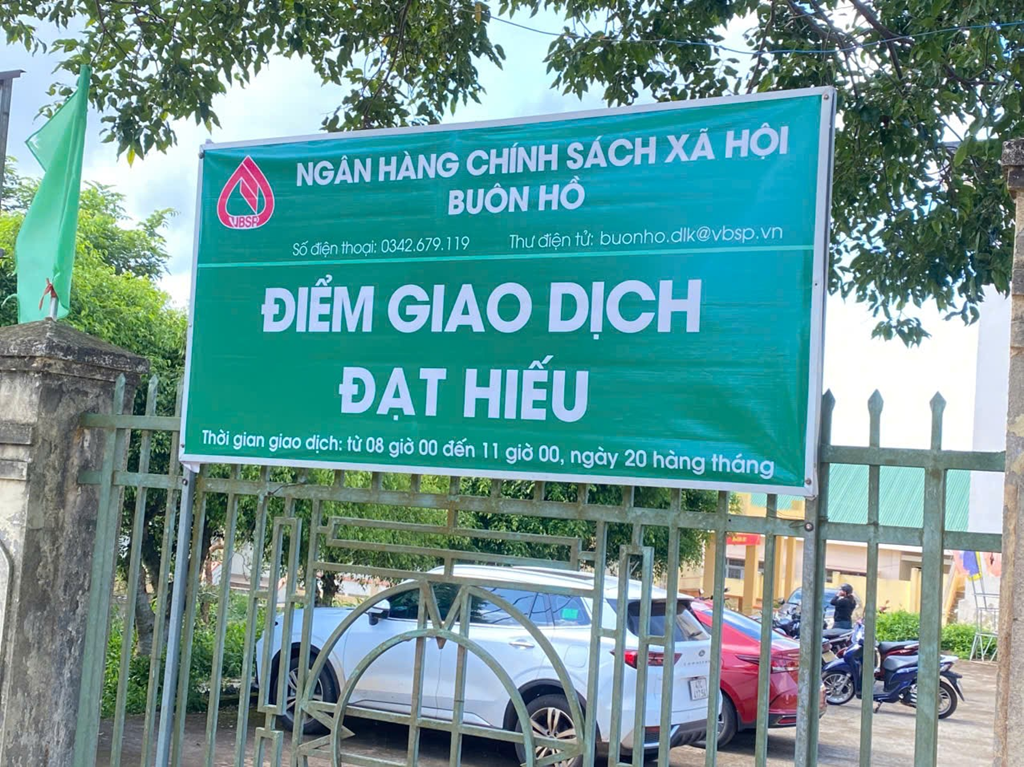 NGÂN HÀNG CHÍNH SÁCH XÃ HỘI
BUÔN HỒ
VBSP
Số điện thoại: 0342.679.119 Thư điện tử: buonho.dlk@vbsp.vn
ĐIỂM GIAO DỊCH
ĐẠT HIẾU
Thời gian giao dịch: từ 08 giờ 00 đến 11 giờ 00, ngày 20 hàng tháng